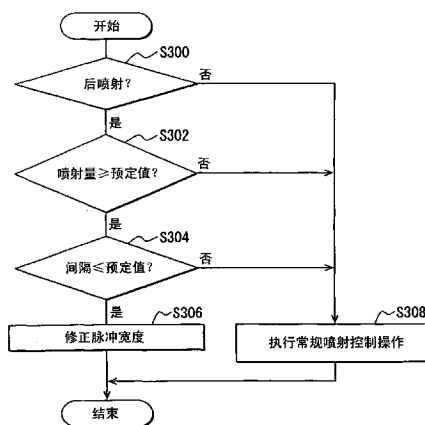 开始
S300
后喷射?
否
是
S302
喷射量≥预定值?
否
是
S304
间隔≤预定值?
否
是
S306
修正脉冲宽度
S308
执行常规喷射控制操作
结束